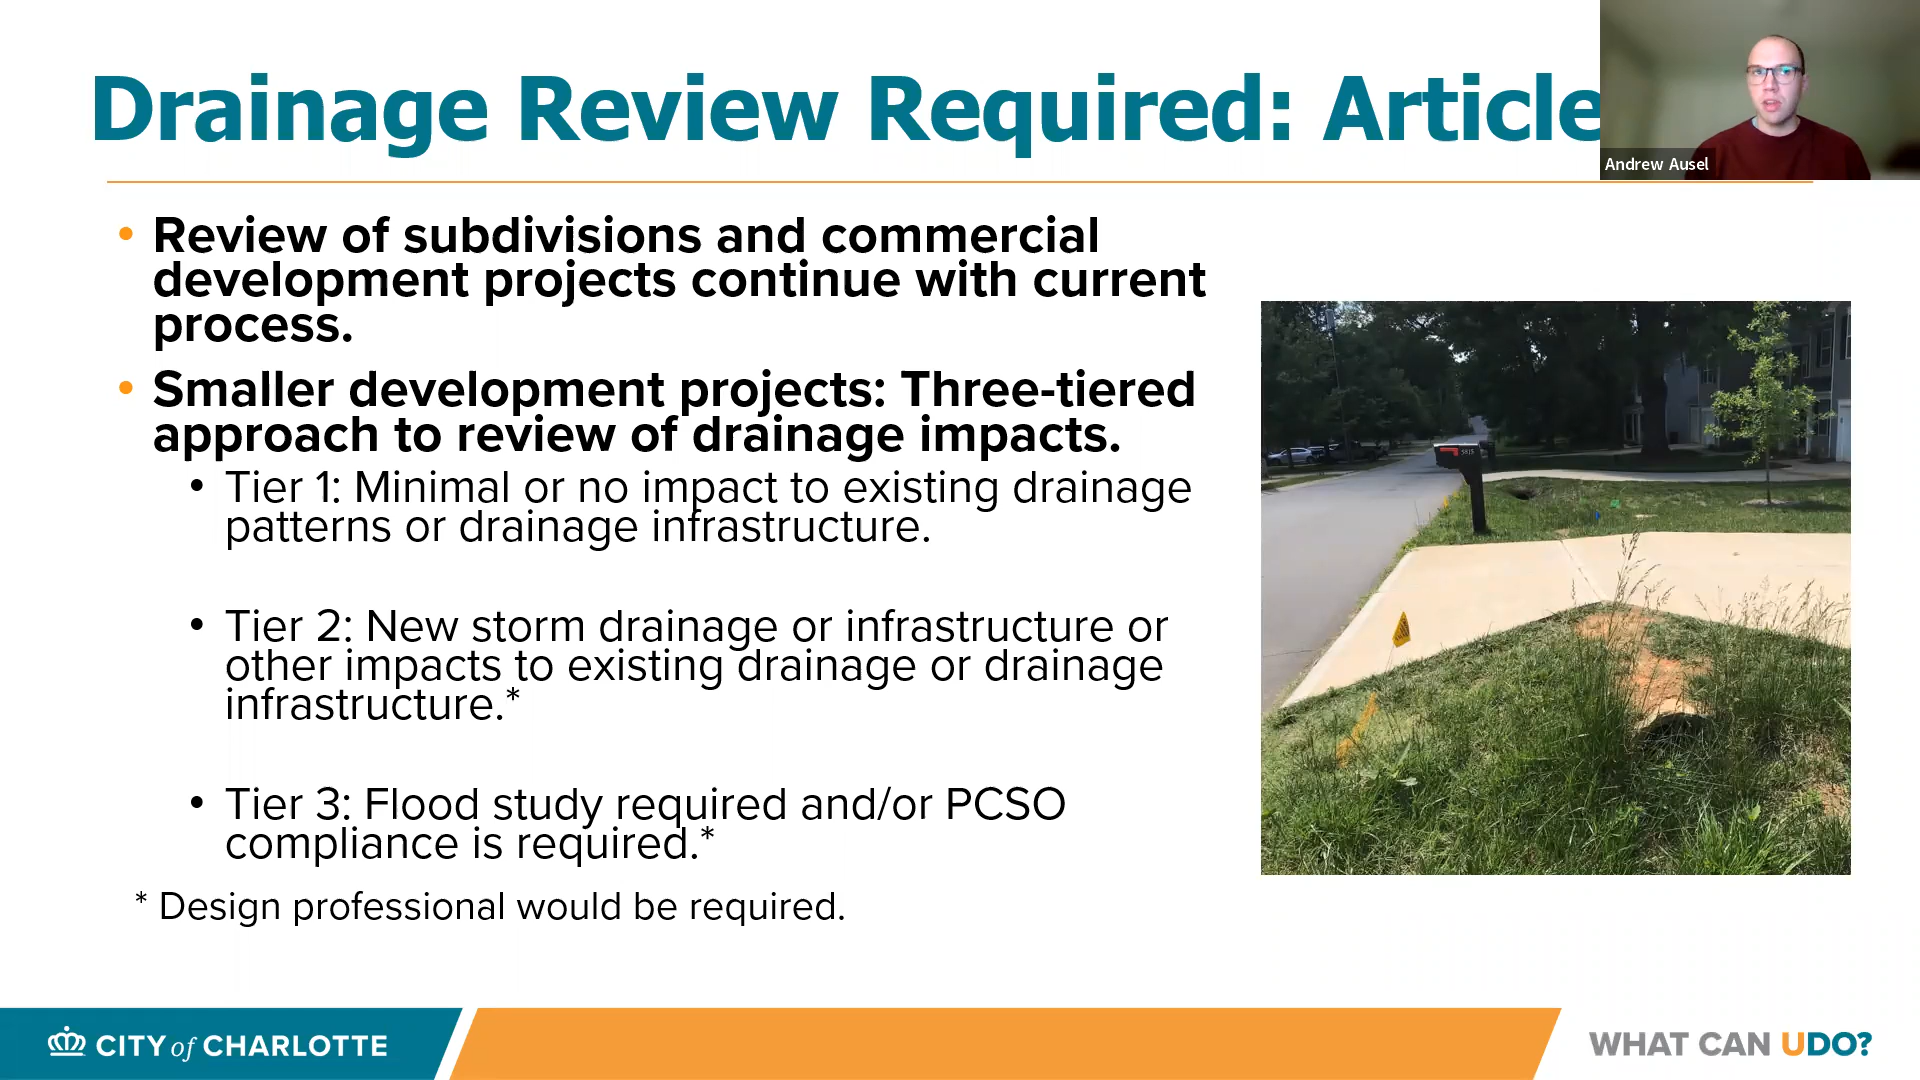 Drainage Review Required: Article
Andrew Ausel
• Review of subdivisions and commercial
development projects continue with current
process.
• Smaller development projects: Three-tiered
approach to review of drainage impacts.
• Tier 1: Minimal or no impact to existing drainage
patterns or drainage infrastructure.
• Tier 2: New storm drainage or infrastructure or
other impacts to existing drainage or drainage
infrastructure.*
• Tier 3: Flood study required and/or PCSO
compliance is required.*
* Design professional would be required.
CITY of CHARLOTTE
WHAT CAN UDO?